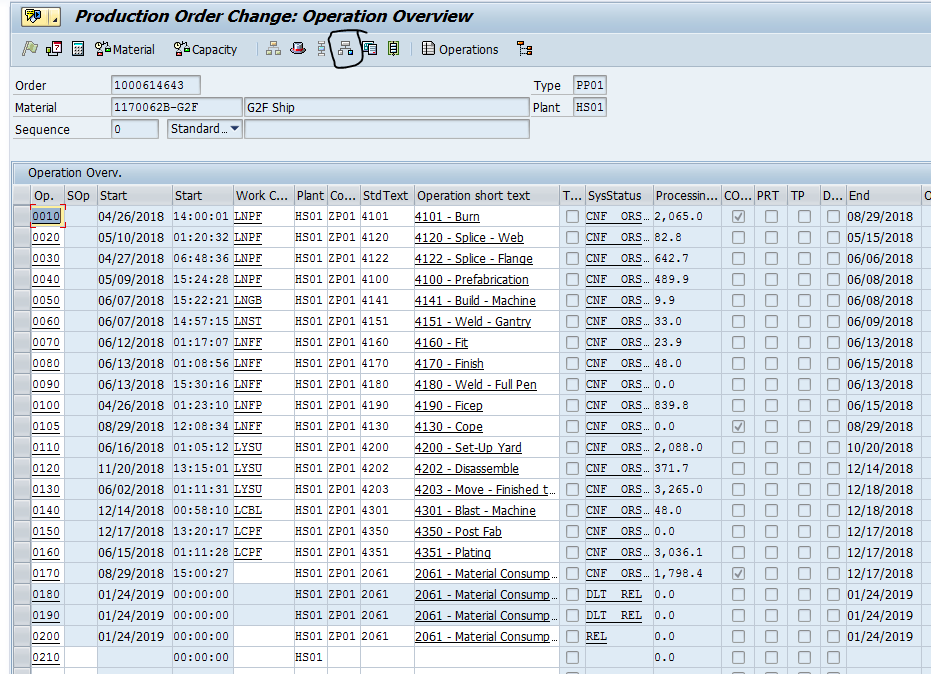 Production Order Change: Operation Overview
Material Capacity Operations
Order 1000614643 Type PP01
Material 1170062B-G2F G2F Ship Plant HS01
Sequence 0 Standard…
Operation Overv.
Op. SOp Start Start Work C… Plant Co… StdText Operation short text T… SysStatus Processin… CO… PRT TP D… End O
0010 04/26/2018 14:00:01 LNPF HS01 ZP01 4101 4101 - Burn CNF ORS… 2,065.0 08/29/2018
0020 05/10/2018 01:20:32 LNPF HS01 ZP01 4120 4120 - Splice - Web CNF ORS… 82.8 05/15/2018
0030 04/27/2018 06:48:36 LNPF HS01 ZP01 4122 4122 - Splice - Flange CNF ORS… 642.7 06/06/2018
0040 05/09/2018 15:24:28 LNPF HS01 ZP01 4100 4100 - Prefabrication CNF ORS… 489.9 06/08/2018
0050 06/07/2018 15:22:21 LNGB HS01 ZP01 4141 4141 - Build - Machine CNF ORS… 9.9 06/08/2018
0060 06/07/2018 14:57:15 LNST HS01 ZP01 4151 4151 - Weld - Gantry CNF ORS… 33.0 06/09/2018
0070 06/12/2018 01:17:07 LNFF HS01 ZP01 4160 4160 - Fit CNF ORS… 23.9 06/13/2018
0080 06/13/2018 01:08:56 LNFF HS01 ZP01 4170 4170 - Finish CNF ORS… 48.0 06/15/2018
0090 06/13/2018 15:30:16 LNFF HS01 ZP01 4180 4180 - Weld - Full Pen CNF ORS… 0.0 06/13/2018
0100 04/26/2018 01:23:10 LNFP HS01 ZP01 4190 4190 - Ficep CNF ORS… 839.8 06/15/2018
0105 08/29/2018 12:08:34 LNFF HS01 ZP01 4130 4130 - Cope CNF ORS… 0.0 08/29/2018
0110 06/16/2018 01:05:12 LYSU HS01 ZP01 4200 4200 - Set-Up Yard CNF ORS… 2,088.0 10/20/2018
0120 11/20/2018 13:15:01 LYSU HS01 ZP01 4202 4202 - Disassemble CNF ORS… 371.7 12/14/2018
0130 06/02/2018 01:11:31 LYSU HS01 ZP01 4203 4203 - Move - Finished t… CNF ORS… 3,265.0 12/18/2018
0140 12/14/2018 00:58:10 LCBL HS01 ZP01 4301 4301 - Blast - Machine CNF ORS… 48.0 12/18/2018
0150 12/17/2018 13:20:17 LCPF HS01 ZP01 4350 4350 - Post Fab CNF ORS… 0.0 12/17/2018
0160 06/15/2018 01:11:28 LCPF HS01 ZP01 4351 4351 - Plating CNF ORS… 3,036.1 12/17/2018
0170 08/29/2018 15:00:27 HS01 ZP01 2061 2061 - Material Consump… CNF ORS… 1,798.4 12/17/2018
0180 01/24/2019 00:00:00 HS01 ZP01 2061 2061 - Material Consump… DLT REL 0.0 01/24/2019
0190 01/24/2019 00:00:00 HS01 ZP01 2061 2061 - Material Consump… DLT REL 0.0 01/24/2019
0200 01/24/2019 00:00:00 HS01 ZP01 2061 2061 - Material Consump… REL 0.0 01/24/2019
0210 00:00:00 HS01 0.0